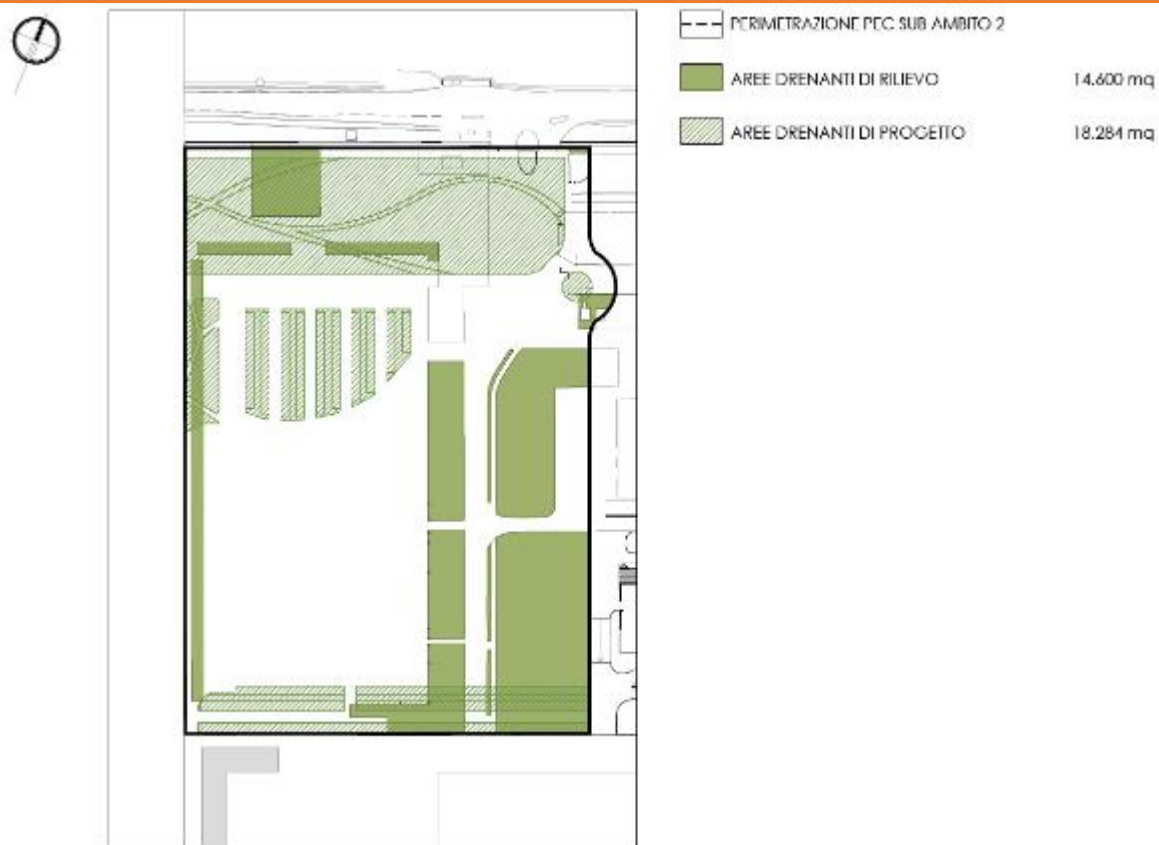 PERIMETRAZIONE PEC SUB AMBITO 2
AREE DRENANTI DI RILIEVO 14.600 mq
AREE DRENANTI DI PROGETTO 18.284 mq